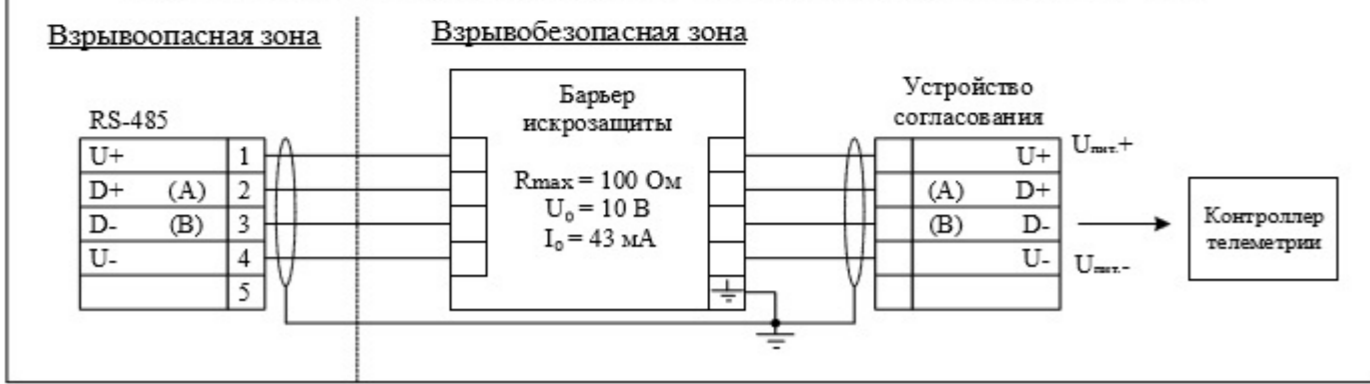 Взрывоопасная зона
Взрывобезопасная зона
RS-485
U+ 1
D+ (A) 2
D- (B) 3
U- 4
5
Барьер
искрозащиты
Rmax = 100 Ом
U₀ = 10 В
I₀ = 43 мА
Устройство
согласования
U+
(A) D+
(B) D-
U-
Uпит.+
Uпит.-
Контроллер
телеметрии